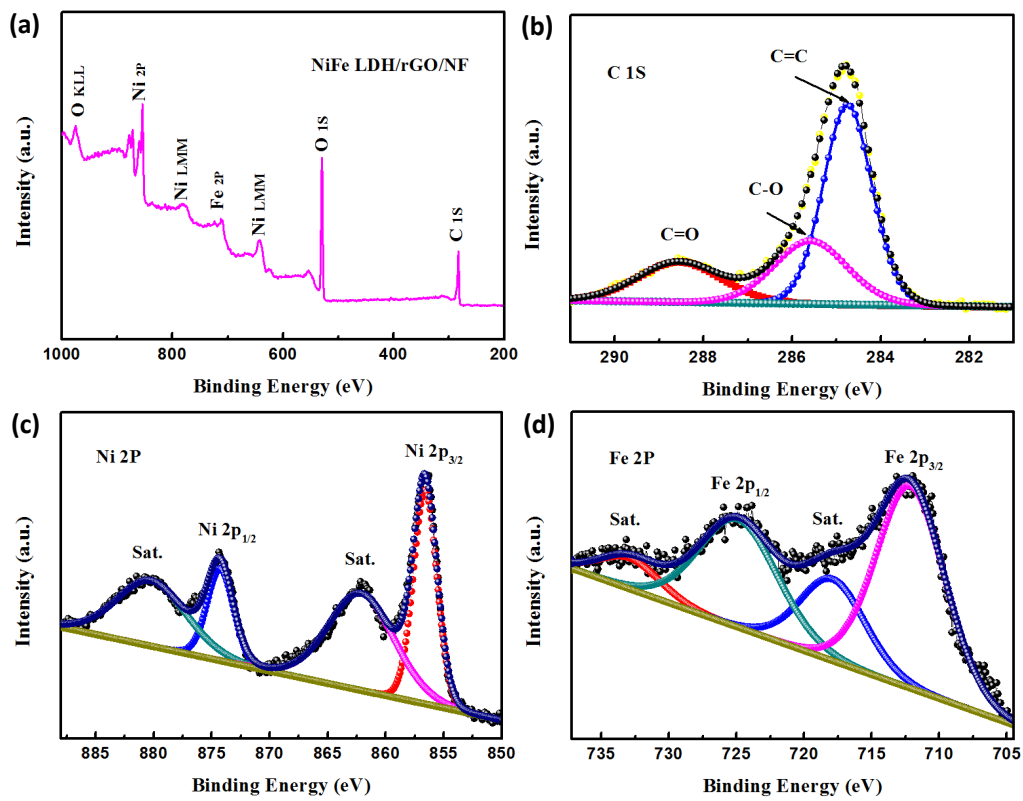 (a)
NiFe LDH/rGO/NF
O KLL
Ni 2P
Ni LMM
Fe 2P
Ni LMM
O 1S
C 1S
Intensity (a.u.)
1000 800 600 400 200
Binding Energy (eV)
(b)
C 1S
C=C
C-O
C=O
Intensity (a.u.)
290 288 286 284 282
Binding Energy (eV)
(c)
Ni 2P
Ni 2p3/2
Ni 2p1/2
Sat.
Sat.
Intensity (a.u.)
885 880 875 870 865 860 855 850
Binding Energy (eV)
(d)
Fe 2P
Fe 2p3/2
Fe 2p1/2
Sat.
Sat.
Intensity (a.u.)
735 730 725 720 715 710 705
Binding Energy (eV)